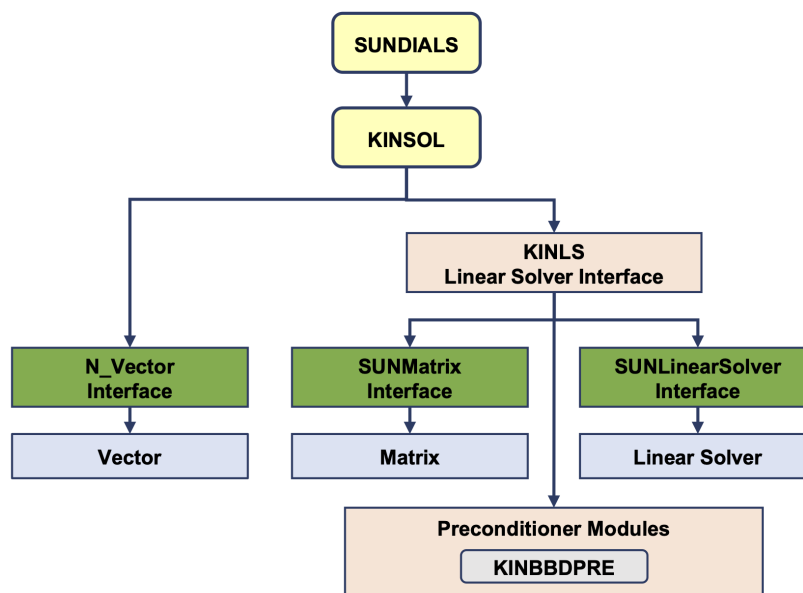 SUNDIALS
KINSOL
KINLS
Linear Solver Interface
N_Vector
Interface
SUNMatrix
Interface
SUNLinearSolver
Interface
Vector
Matrix
Linear Solver
Preconditioner Modules
KINBBDPRE